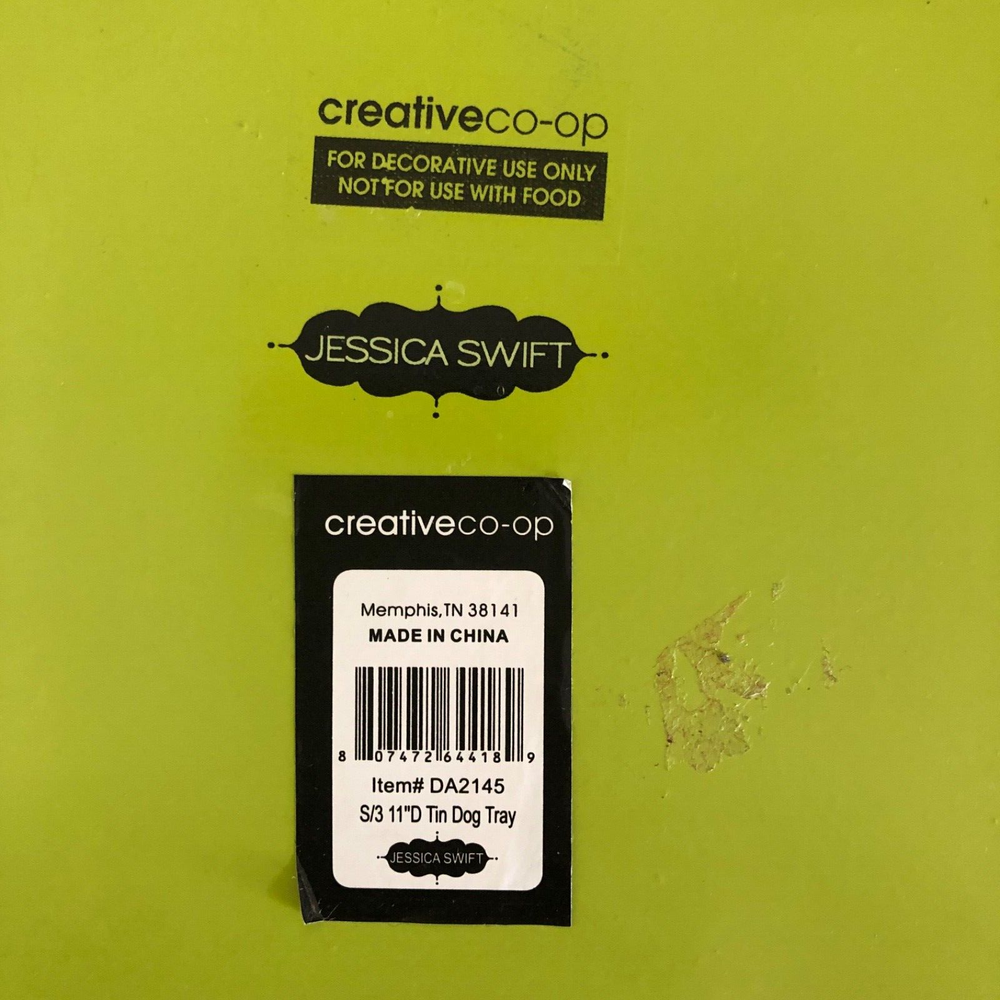 creativeco-op
FOR DECORATIVE USE ONLY
NOT FOR USE WITH FOOD
JESSICA SWIFT
creativeco-op
Memphis,TN 38141
MADE IN CHINA
8 07472 64418 9
Item# DA2145
S/3 11"D Tin Dog Tray
JESSICA SWIFT